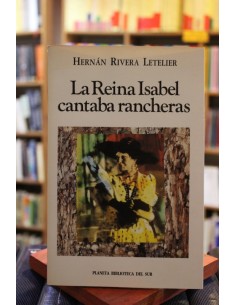 HERNÁN RIVERA LETELIER
La Reina Isabel
cantaba rancheras
PLANETA BIBLIOTECA DEL SUR